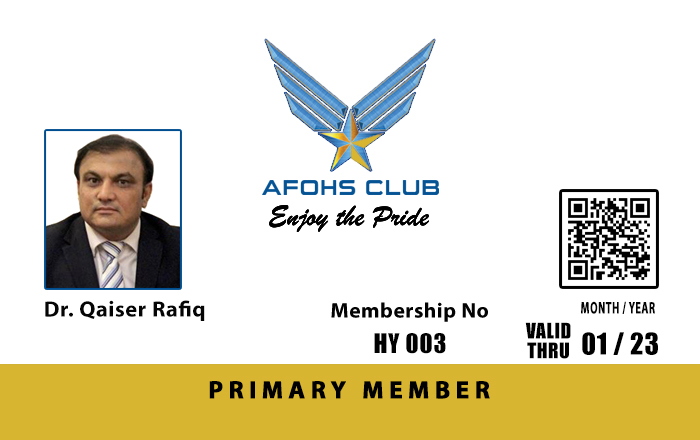 AFOHS CLUB
Enjoy the Pride
Dr. Qaiser Rafiq
Membership No
HY 003
MONTH / YEAR
VALID
THRU 01 / 23
PRIMARY MEMBER